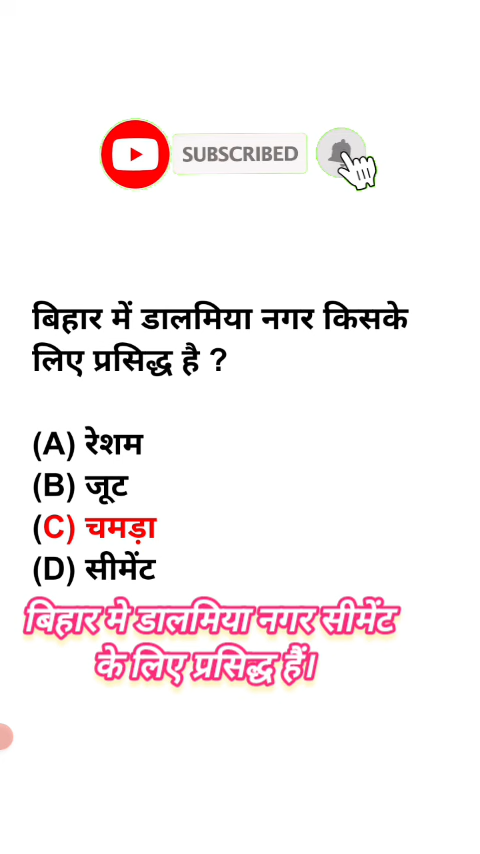 SUBSCRIBED
बिहार में डालमिया नगर किसके
लिए प्रसिद्ध है ?
(A) रेशम
(B) जूट
(C) चमड़ा
(D) सीमेंट
बिहार मे डालमिया नगर सीमेंट
के लिए प्रसिद्ध हैं।